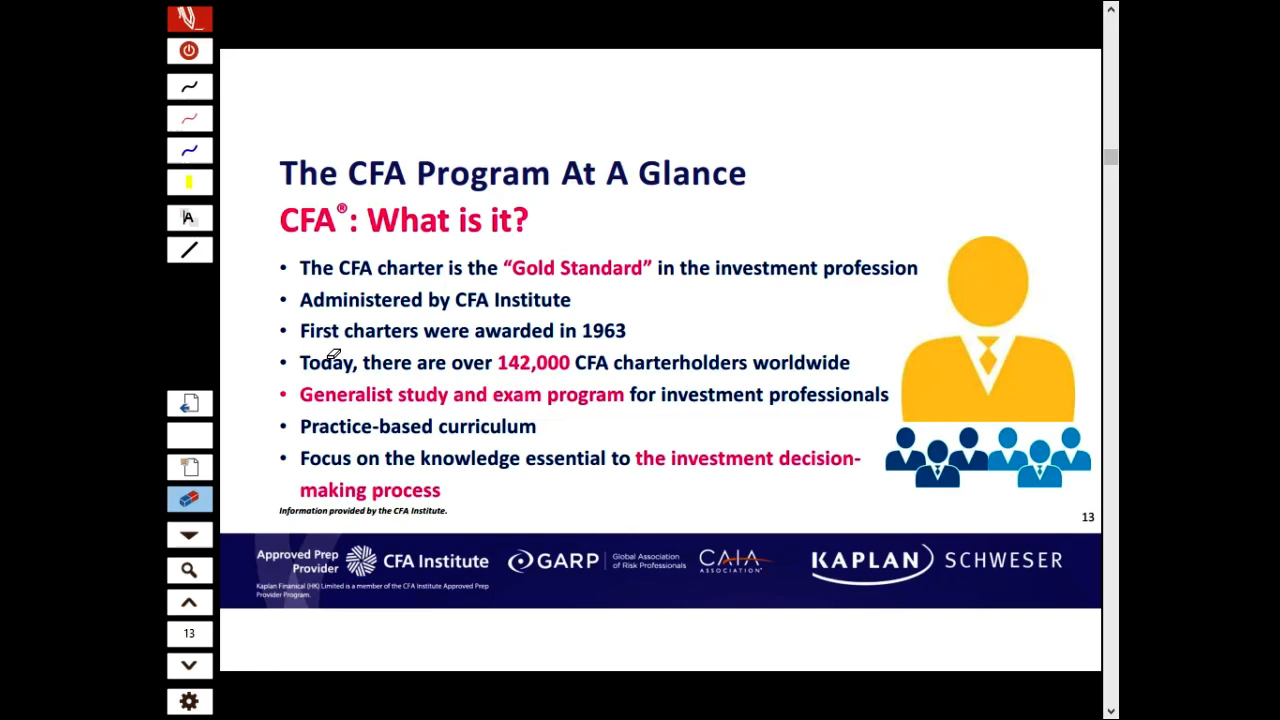 The CFA Program At A Glance
CFA®: What is it?
• The CFA charter is the “Gold Standard” in the investment profession
• Administered by CFA Institute
• First charters were awarded in 1963
• Today, there are over 142,000 CFA charterholders worldwide
• Generalist study and exam program for investment professionals
• Practice-based curriculum
• Focus on the knowledge essential to the investment decision-
making process
Information provided by the CFA Institute.
13
Approved Prep
Provider
CFA Institute
GARP
Global Association
of Risk Professionals
CAIA
ASSOCIATION
KAPLAN SCHWESER
Kaplan Financial (HK) Limited is a member of the CFA Institute Approved Prep
Provider Program.
A
13